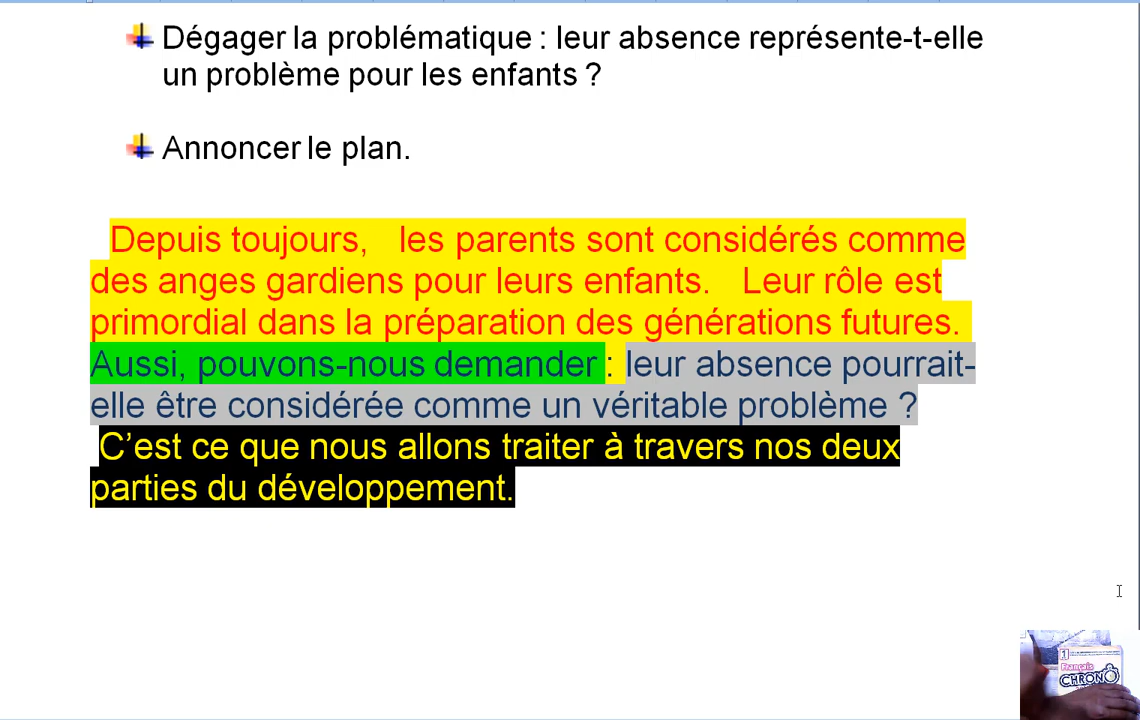 Dégager la problématique : leur absence représente-t-elle
un problème pour les enfants ?
Annoncer le plan.
Depuis toujours, les parents sont considérés comme
des anges gardiens pour leurs enfants. Leur rôle est
primordial dans la préparation des générations futures.
Aussi, pouvons-nous demander : leur absence pourrait-
elle être considérée comme un véritable problème ?
C’est ce que nous allons traiter à travers nos deux
parties du développement.
1
Français
CHRONO